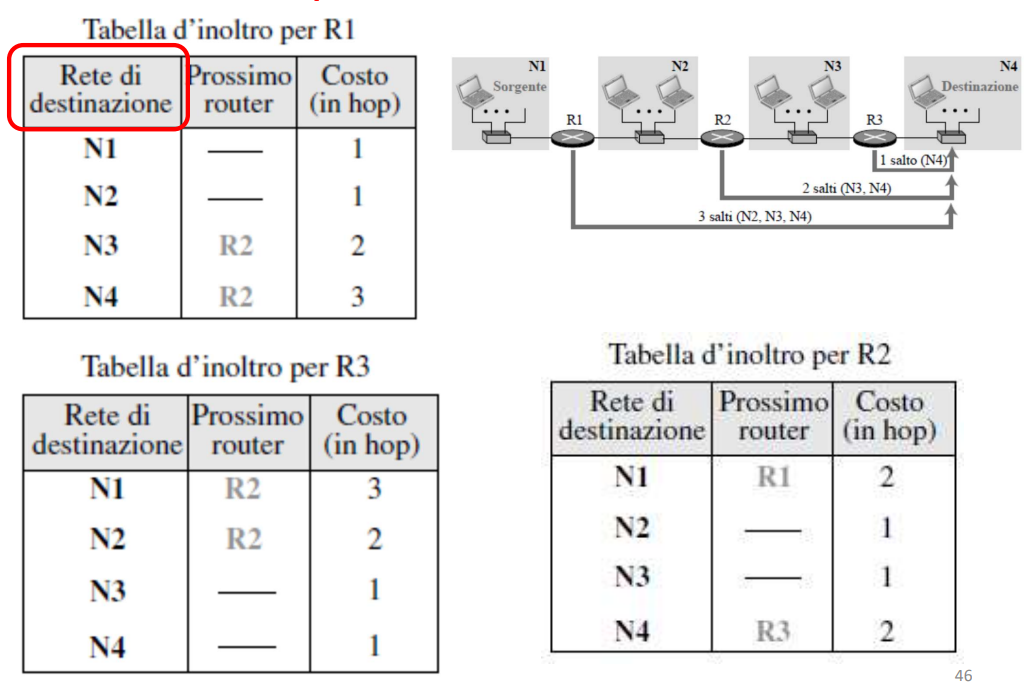 Tabella d'inoltro per R1
Rete di destinazione Prossimo router Costo (in hop)
N1 — 1
N2 — 1
N3 R2 2
N4 R2 3
N1 N2 N3 N4
Sorgente Destinazione
R1 R2 R3
1 salto (N4)
2 salti (N3, N4)
3 salti (N2, N3, N4)
Tabella d'inoltro per R3
Rete di destinazione Prossimo router Costo (in hop)
N1 R2 3
N2 R2 2
N3 — 1
N4 — 1
Tabella d'inoltro per R2
Rete di destinazione Prossimo router Costo (in hop)
N1 R1 2
N2 — 1
N3 — 1
N4 R3 2
46